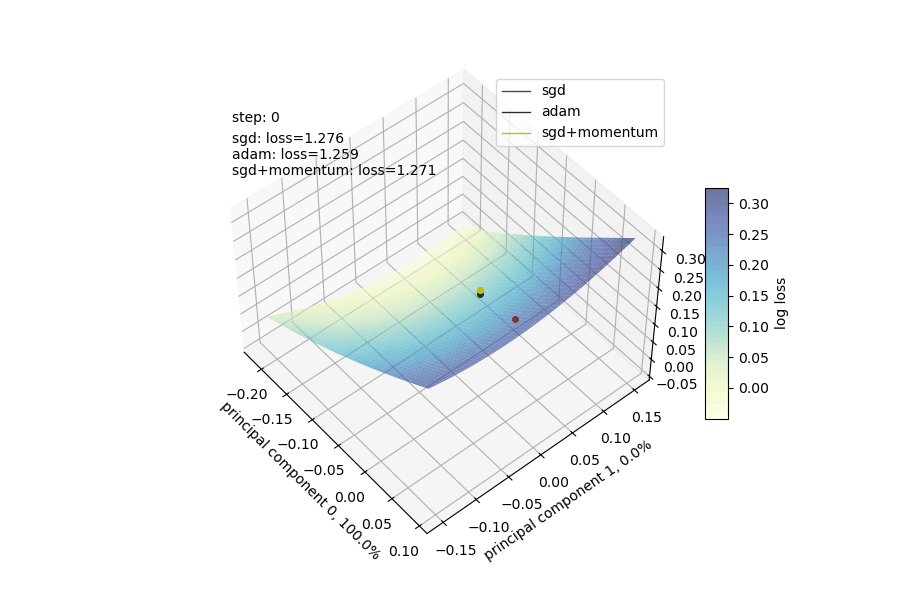 step: 0
sgd: loss=1.276
adam: loss=1.259
sgd+momentum: loss=1.271
sgd
adam
sgd+momentum
0.30
0.25
0.20
0.15
0.10
0.05
0.00
−0.05
0.30
0.25
0.20
0.15
0.10
0.05
0.00
log loss
−0.20
−0.15
−0.10
−0.05
0.00
0.05
0.10
principal component 0, 100.0%
−0.15
−0.10
−0.05
0.00
0.05
0.10
0.15
principal component 1, 0.0%